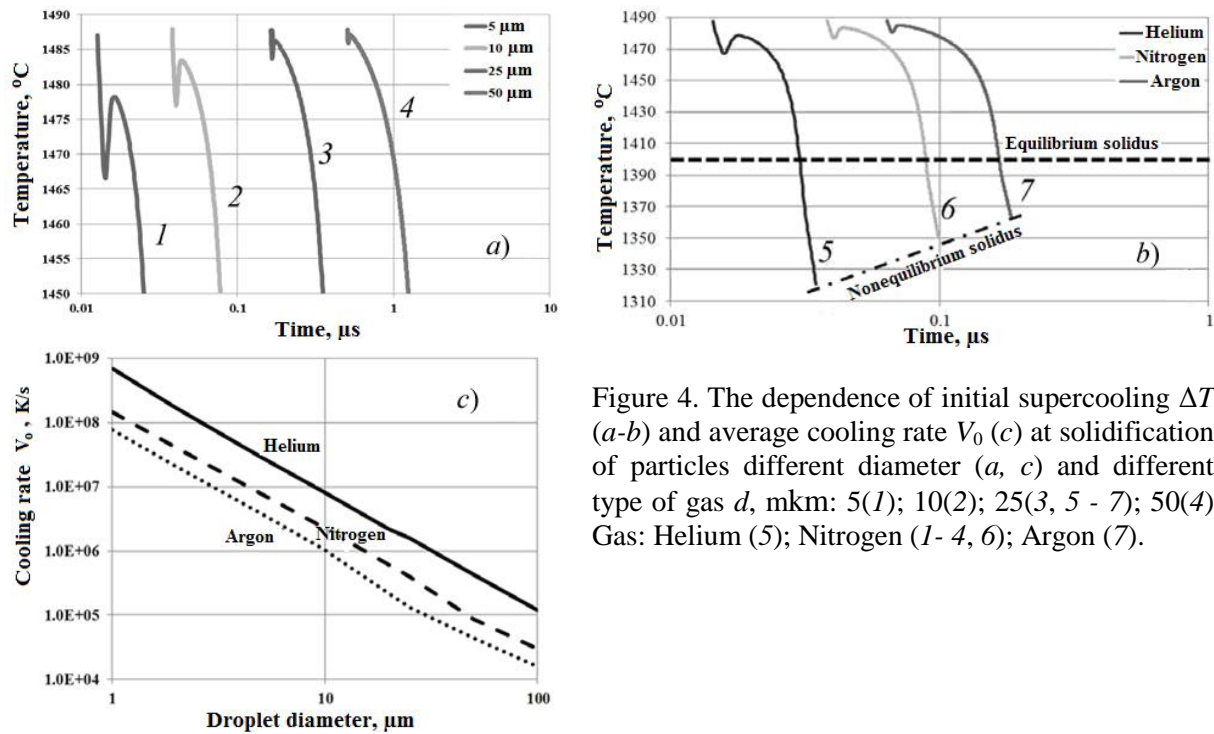 1490
1485
1480
1475
1470
1465
1460
1455
1450
Temperature, ºC
5 µm
10 µm
25 µm
50 µm
1
2
3
4
a)
0.01
0.1
1
10
Time, µs
1490
1470
1450
1430
1410
1390
1370
1350
1330
1310
Temperature, ºC
Helium
Nitrogen
Argon
Equilibrium solidus
5
6
7
Nonequilibrium solidus
b)
0.01
0.1
1
Time, µs
1.0E+09
1.0E+08
1.0E+07
1.0E+06
1.0E+05
1.0E+04
Cooling rate V₀ , K/s
c)
Helium
Nitrogen
Argon
1
10
100
Droplet diameter, µm
Figure 4. The dependence of initial supercooling ΔT
(a-b) and average cooling rate V₀ (c) at solidification
of particles different diameter (a, c) and different
type of gas d, mkm: 5(1); 10(2); 25(3, 5 - 7); 50(4)
Gas: Helium (5); Nitrogen (1- 4, 6); Argon (7).